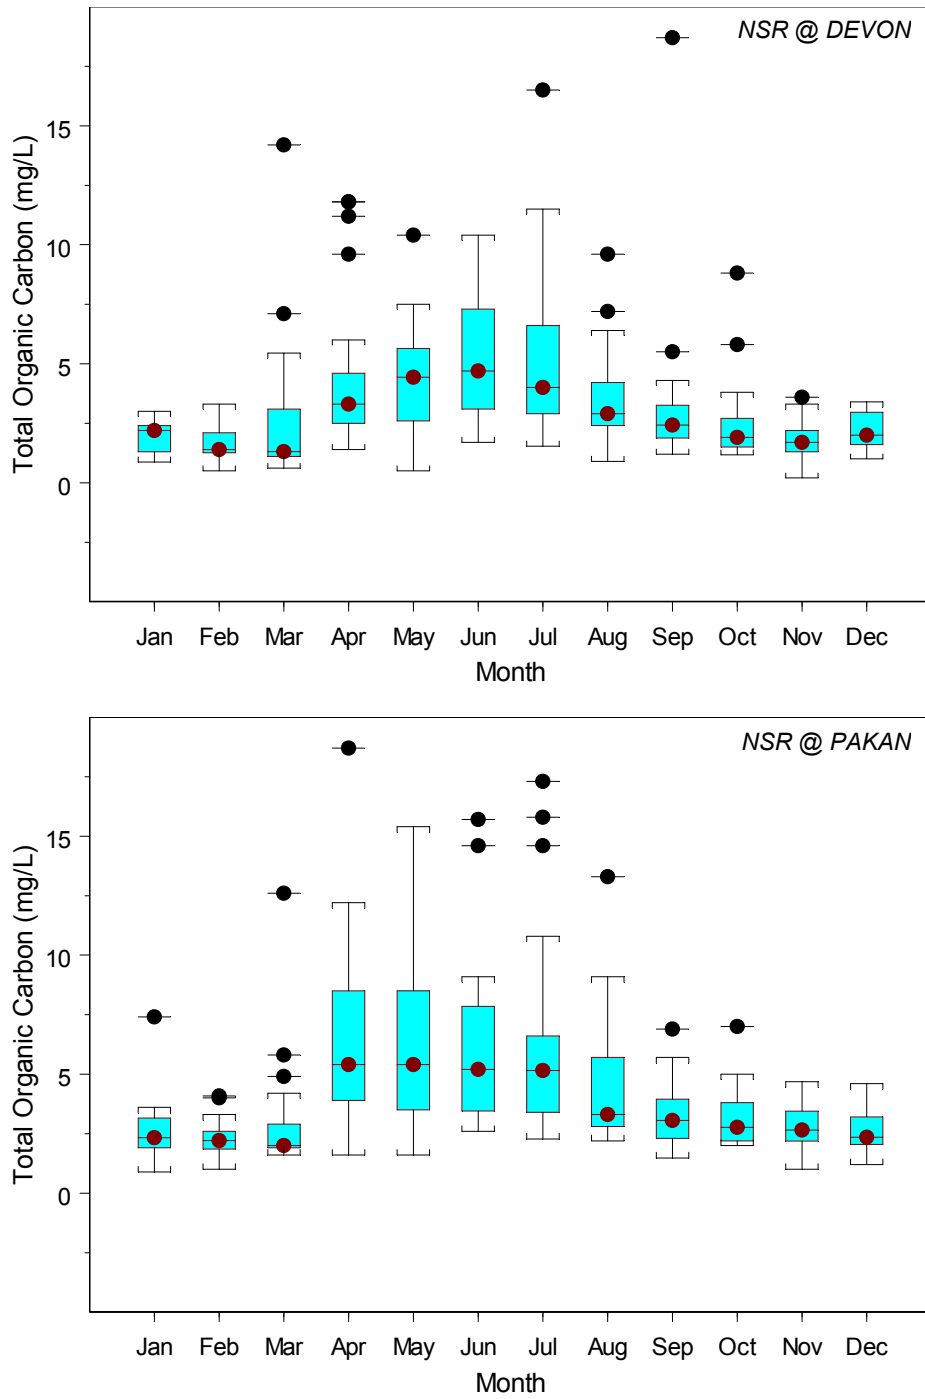 NSR @ DEVON
Total Organic Carbon (mg/L)
15
10
5
0
Jan Feb Mar Apr May Jun Jul Aug Sep Oct Nov Dec
Month
NSR @ PAKAN
Total Organic Carbon (mg/L)
15
10
5
0
Jan Feb Mar Apr May Jun Jul Aug Sep Oct Nov Dec
Month